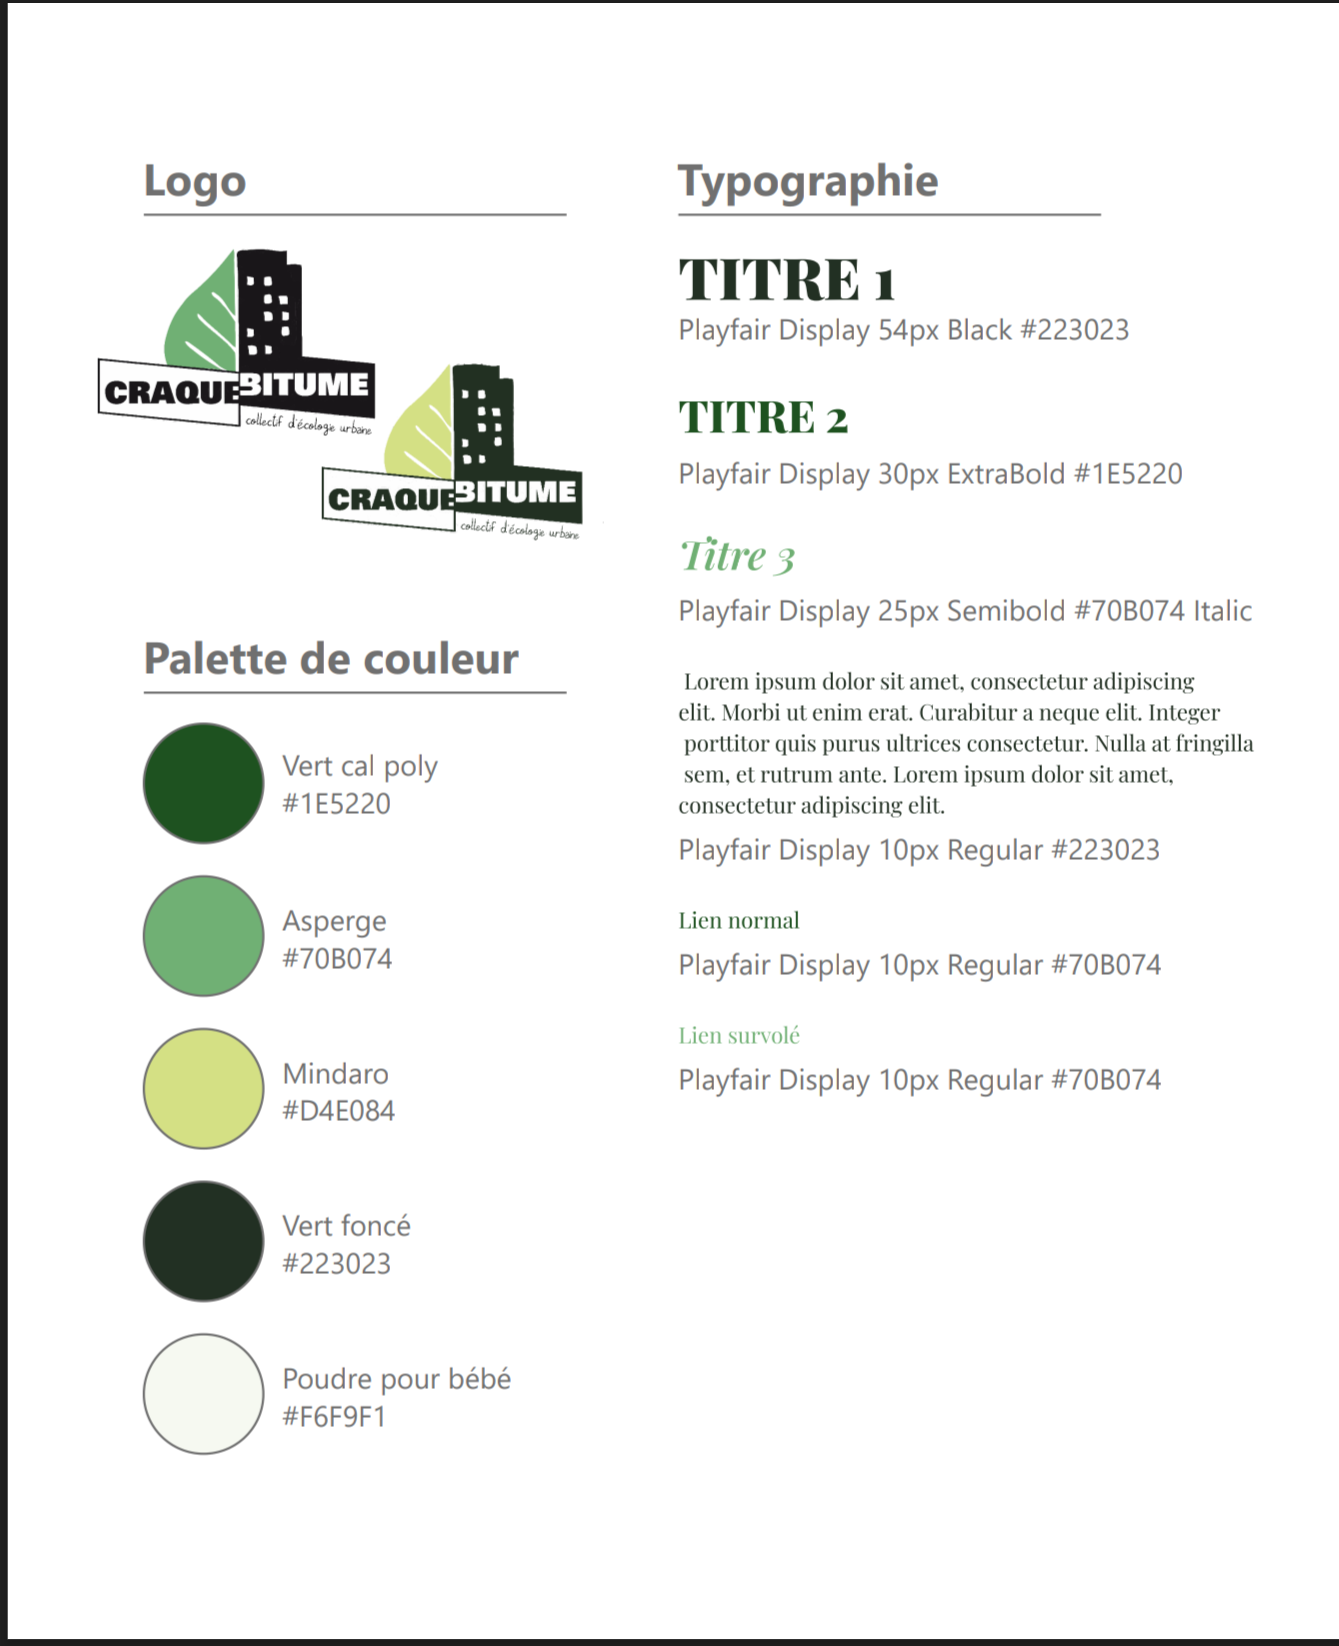 Logo
CRAQUEBITUME
collectif d'écologie urbaine
CRAQUEBITUME
collectif d'écologie urbaine
Palette de couleur
Vert cal poly
#1E5220
Asperge
#70B074
Mindaro
#D4E084
Vert foncé
#223023
Poudre pour bébé
#F6F9F1
Typographie
TITRE 1
Playfair Display 54px Black #223023
TITRE 2
Playfair Display 30px ExtraBold #1E5220
Titre 3
Playfair Display 25px Semibold #70B074 Italic
Lorem ipsum dolor sit amet, consectetur adipiscing
elit. Morbi ut enim erat. Curabitur a neque elit. Integer
porttitor quis purus ultrices consectetur. Nulla at fringilla
sem, et rutrum ante. Lorem ipsum dolor sit amet,
consectetur adipiscing elit.
Playfair Display 10px Regular #223023
Lien normal
Playfair Display 10px Regular #70B074
Lien survolé
Playfair Display 10px Regular #70B074